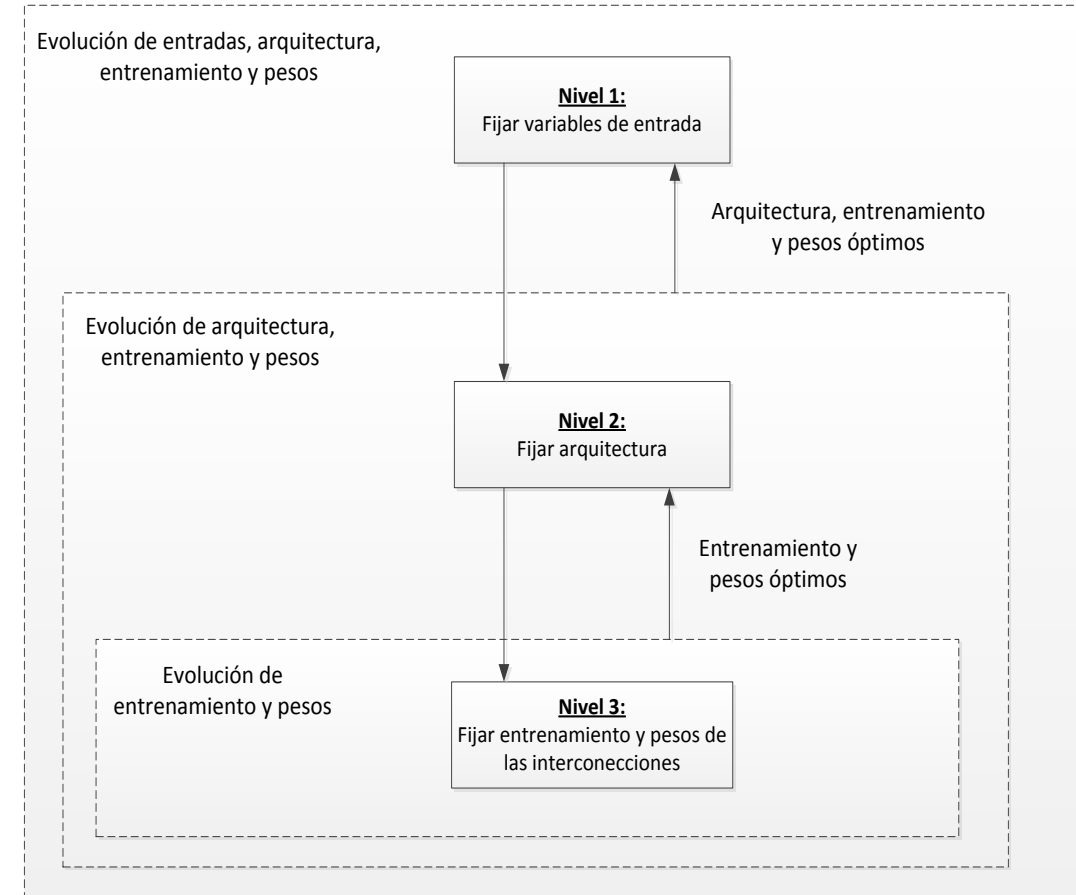 Evolución de entradas, arquitectura,
entrenamiento y pesos
Nivel 1:
Fijar variables de entrada
Arquitectura, entrenamiento
y pesos óptimos
Evolución de arquitectura,
entrenamiento y pesos
Nivel 2:
Fijar arquitectura
Entrenamiento y
pesos óptimos
Evolución de
entrenamiento y pesos
Nivel 3:
Fijar entrenamiento y pesos de
las interconecciones